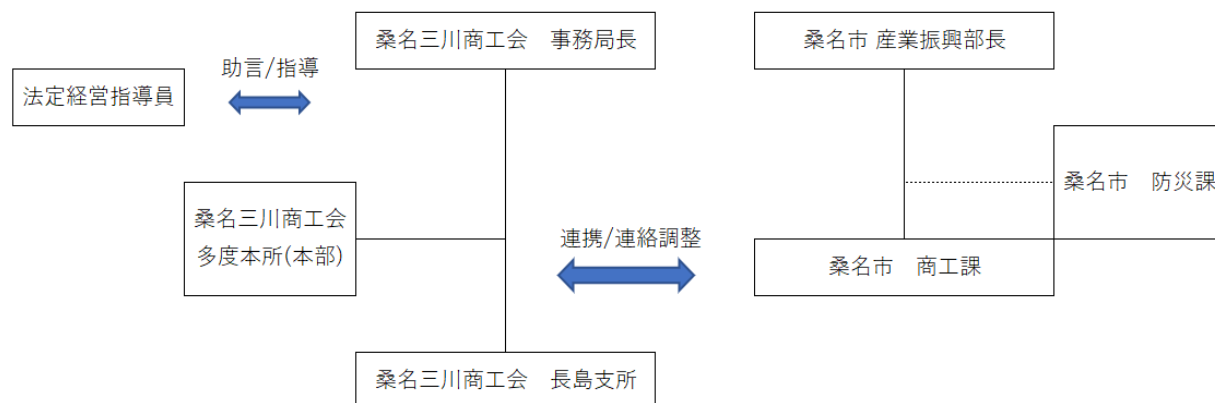 桑名三川商工会　事務局長
桑名市 産業振興部長
助言/指導
法定経営指導員
桑名市　防災課
桑名三川商工会
多度本所(本部)
連携/連絡調整
桑名市　商工課
桑名三川商工会　長島支所